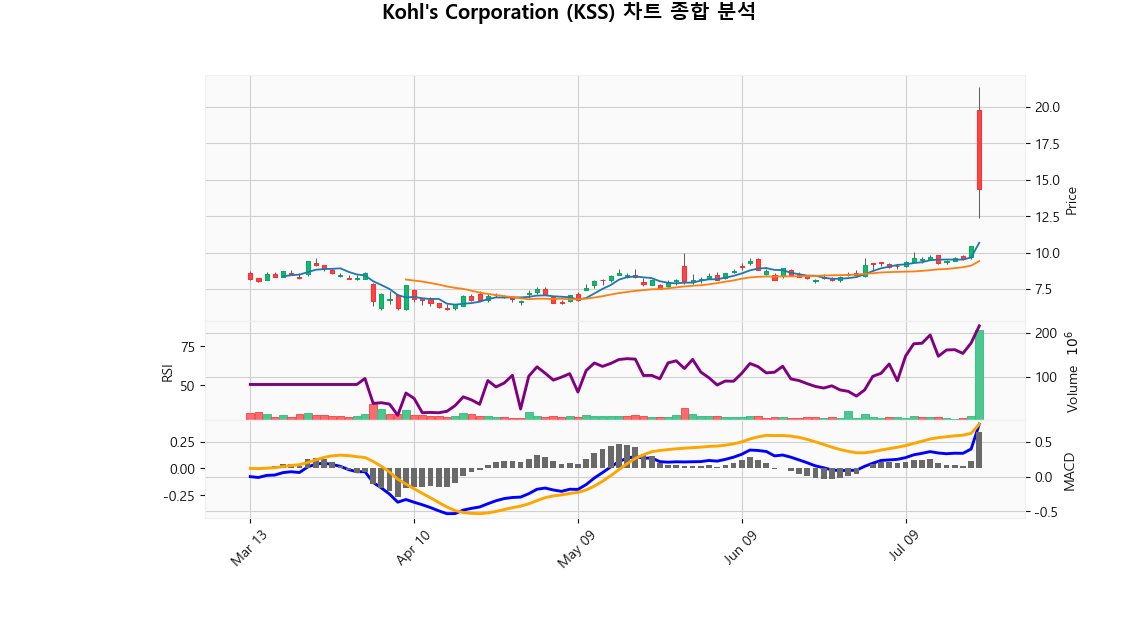 Kohl's Corporation (KSS) 차트 종합 분석
20.0
17.5
15.0
12.5
10.0
7.5
Price
75
50
RSI
200
100
Volume 10^6
0.25
0.00
-0.25
0.5
0.0
-0.5
MACD
Mar 13
Apr 10
May 09
Jun 09
Jul 09